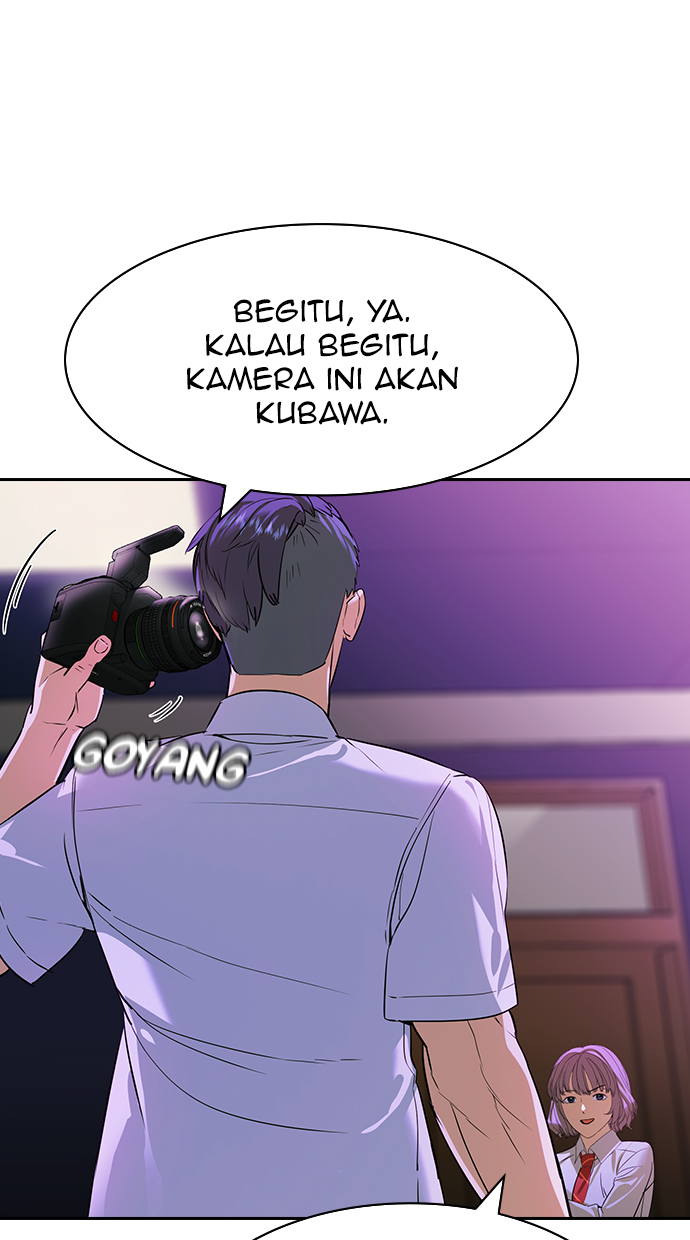 BEGITU, YA.
KALAU BEGITU,
KAMERA INI AKAN
KUBAWA.
GOYANG